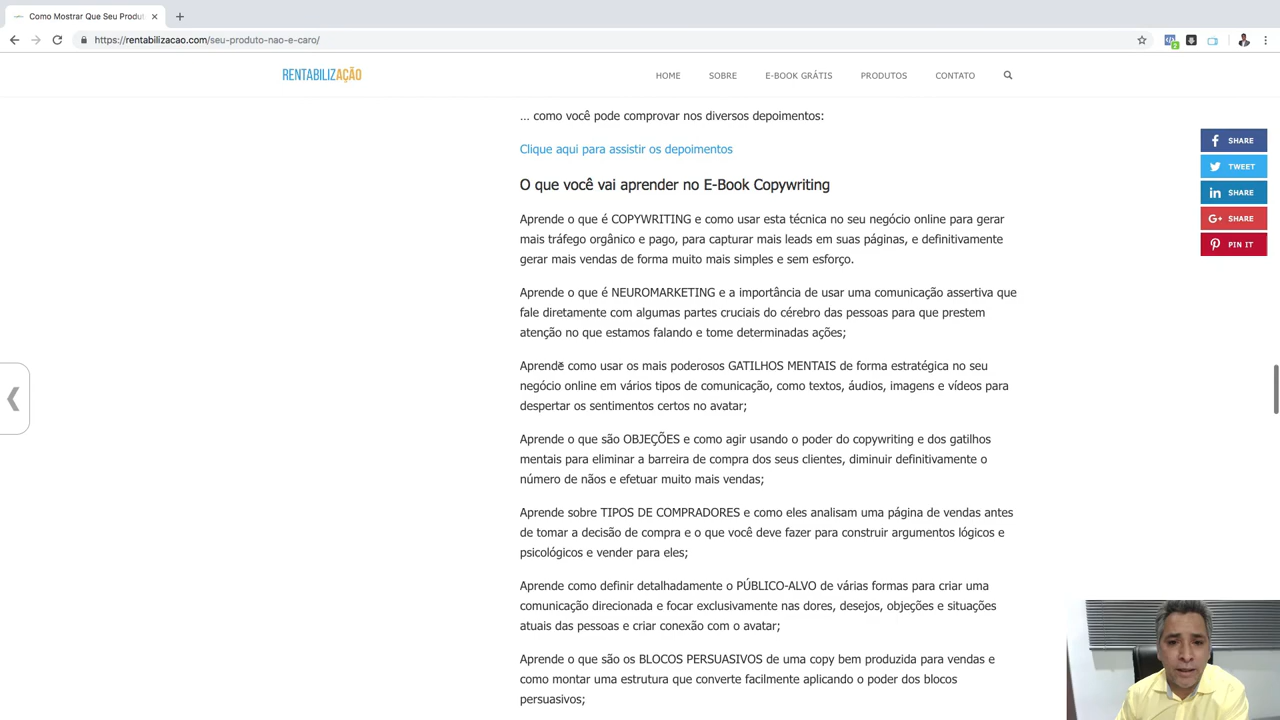 Como Mostrar Que Seu Produt
https://rentabilizacao.com/seu-produto-nao-e-caro/
RENTABILIZAÇÃO
HOME
SOBRE
E-BOOK GRÁTIS
PRODUTOS
CONTATO
… como você pode comprovar nos diversos depoimentos:
Clique aqui para assistir os depoimentos
O que você vai aprender no E-Book Copywriting
Aprende o que é COPYWRITING e como usar esta técnica no seu negócio online para gerar
mais tráfego orgânico e pago, para capturar mais leads em suas páginas, e definitivamente
gerar mais vendas de forma muito mais simples e sem esforço.
Aprende o que é NEUROMARKETING e a importância de usar uma comunicação assertiva que
fale diretamente com algumas partes cruciais do cérebro das pessoas para que prestem
atenção no que estamos falando e tome determinadas ações;
Aprende como usar os mais poderosos GATILHOS MENTAIS de forma estratégica no seu
negócio online em vários tipos de comunicação, como textos, áudios, imagens e vídeos para
despertar os sentimentos certos no avatar;
Aprende o que são OBJEÇÕES e como agir usando o poder do copywriting e dos gatilhos
mentais para eliminar a barreira de compra dos seus clientes, diminuir definitivamente o
número de nãos e efetuar muito mais vendas;
Aprende sobre TIPOS DE COMPRADORES e como eles analisam uma página de vendas antes
de tomar a decisão de compra e o que você deve fazer para construir argumentos lógicos e
psicológicos e vender para eles;
Aprende como definir detalhadamente o PÚBLICO-ALVO de várias formas para criar uma
comunicação direcionada e focar exclusivamente nas dores, desejos, objeções e situações
atuais das pessoas e criar conexão com o avatar;
Aprende o que são os BLOCOS PERSUASIVOS de uma copy bem produzida para vendas e
como montar uma estrutura que converte facilmente aplicando o poder dos blocos
persuasivos;
SHARE
TWEET
SHARE
SHARE
PIN IT